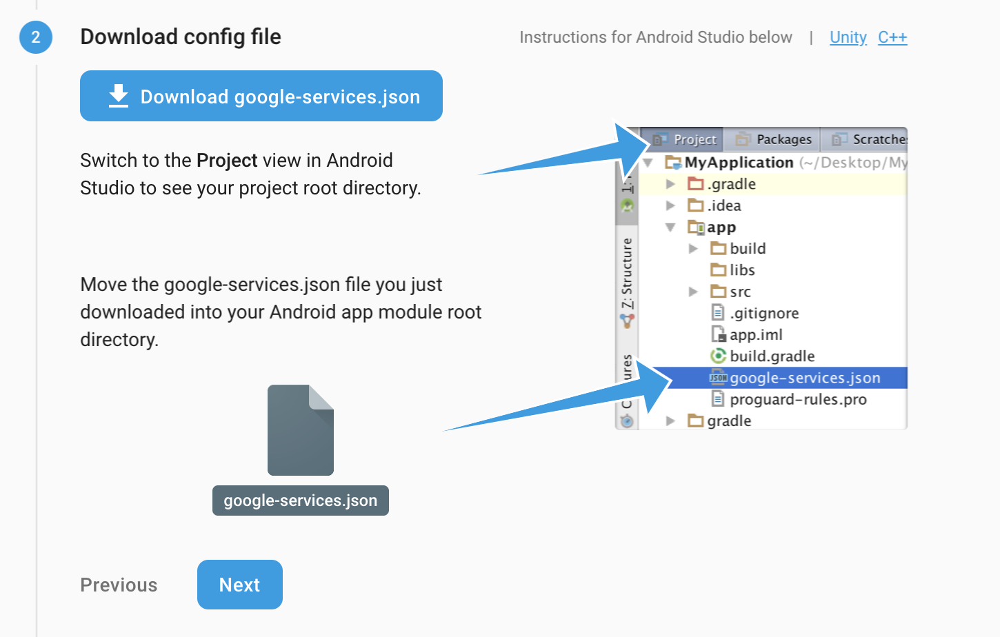 2
Download config file
Instructions for Android Studio below | Unity C++
Download google-services.json
Switch to the Project view in Android
Studio to see your project root directory.
Move the google-services.json file you just
downloaded into your Android app module root
directory.
google-services.json
Project Packages Scratche
MyApplication (~/Desktop/My
.gradle
.idea
app
build
libs
src
.gitignore
app.iml
build.gradle
JSON google-services.json
proguard-rules.pro
gradle
1:
Z: Structure
Previous
Next